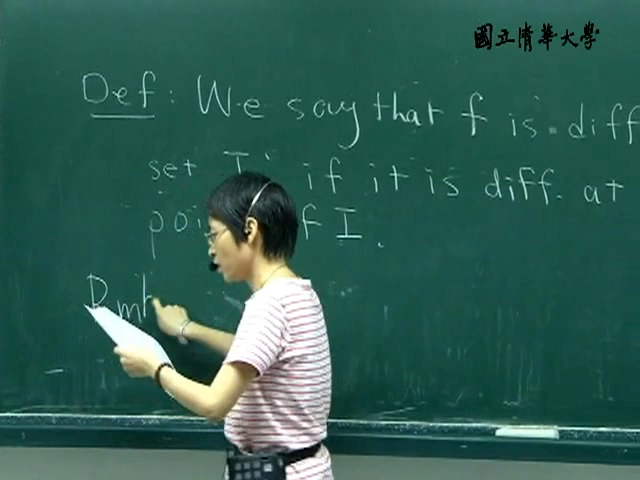 國立清華大學
Def: We say that f is diff
set I if it is diff. at
poi f I.
Rmk